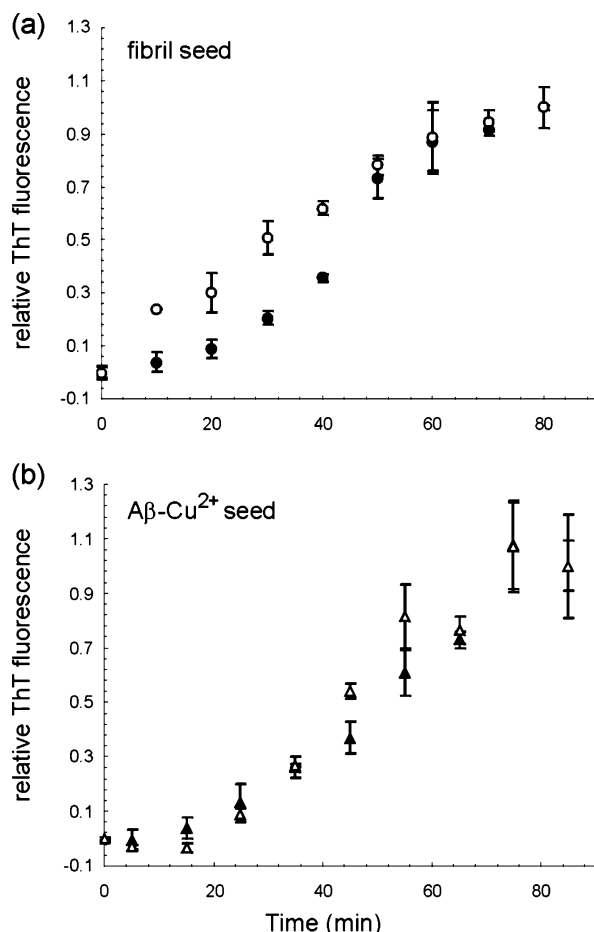 (a)
fibril seed
relative ThT fluorescence
1.3
1.1
0.9
0.7
0.5
0.3
0.1
-0.1
0 20 40 60 80
(b)
Aβ-Cu²⁺ seed
relative ThT fluorescence
1.3
1.1
0.9
0.7
0.5
0.3
0.1
-0.1
0 20 40 60 80
Time (min)